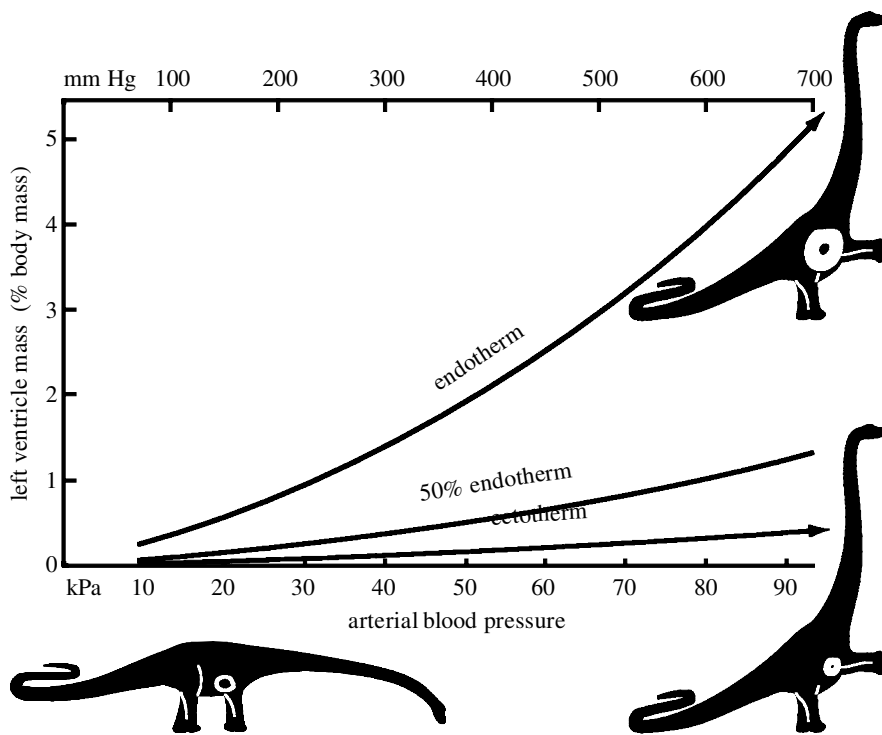 mm Hg 100 200 300 400 500 600 700
5
4
3
2
1
0
left ventricle mass (% body mass)
endotherm
50% endotherm
ectotherm
kPa 10 20 30 40 50 60 70 80 90
arterial blood pressure